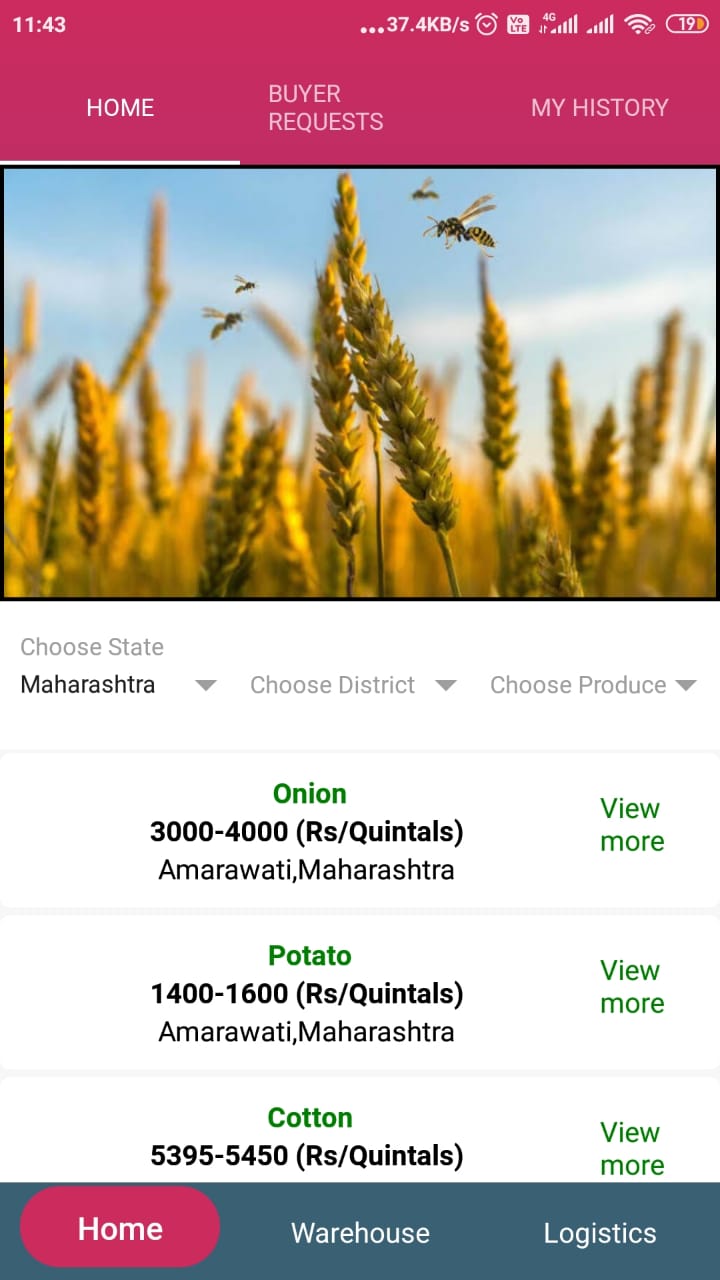 11:43 ...37.4KB/s Vo LTE 4G 19
HOME
BUYER
REQUESTS
MY HISTORY
Choose State
Maharashtra Choose District Choose Produce
Onion
3000-4000 (Rs/Quintals)
Amarawati,Maharashtra
View
more
Potato
1400-1600 (Rs/Quintals)
Amarawati,Maharashtra
View
more
Cotton
5395-5450 (Rs/Quintals)
View
more
Home Warehouse Logistics